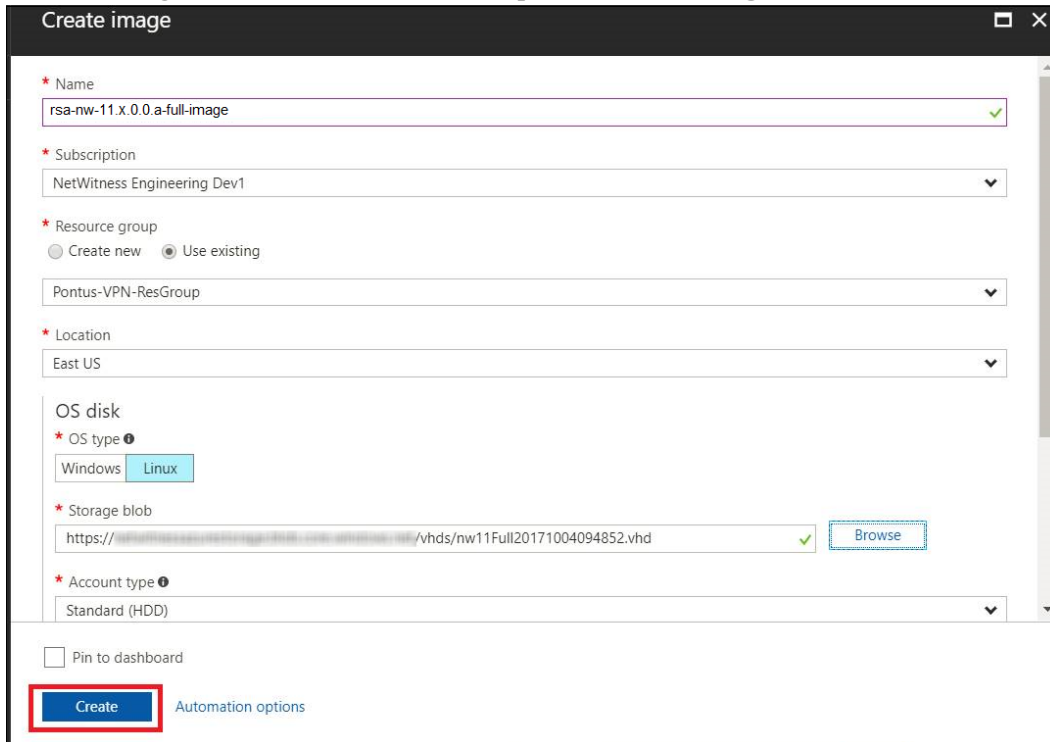 Create image
* Name
rsa-nw-11.x.0.0.a-full-image
* Subscription
NetWitness Engineering Dev1
* Resource group
Create new Use existing
Pontus-VPN-ResGroup
* Location
East US
OS disk
* OS type
Windows Linux
* Storage blob
https:// /vhds/nw11Full20171004094852.vhd Browse
* Account type
Standard (HDD)
Pin to dashboard
Create Automation options